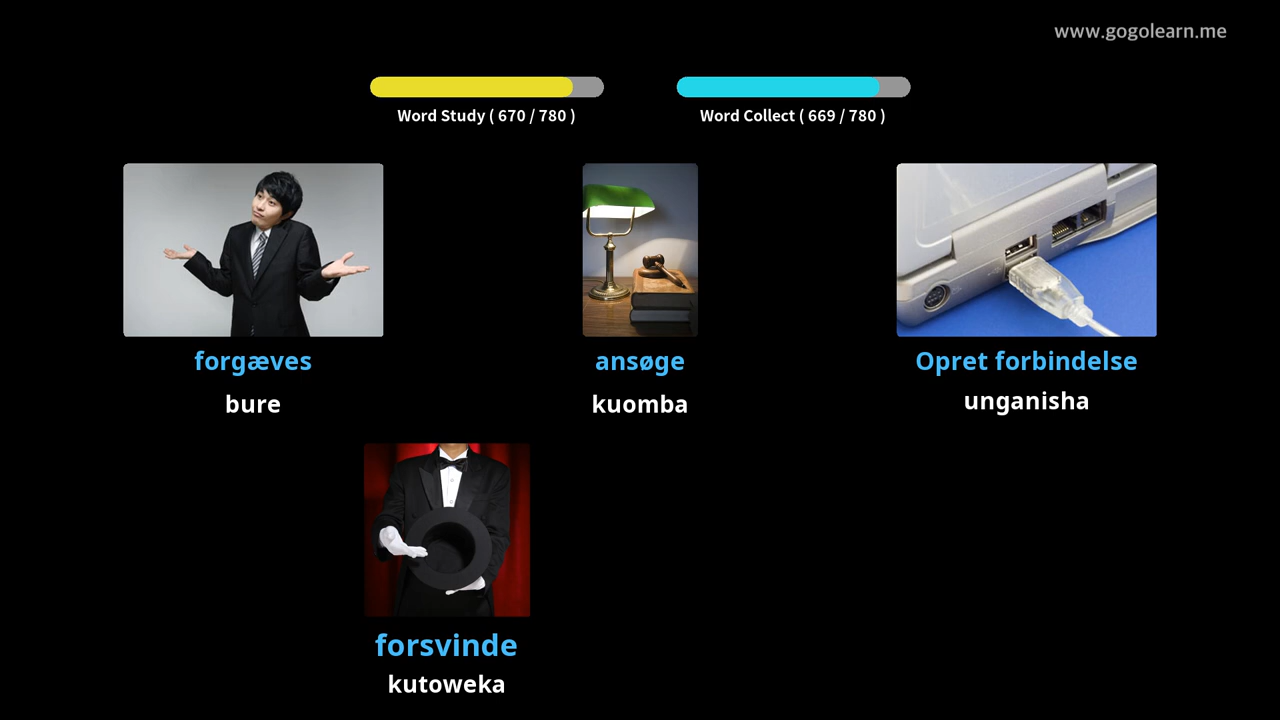 www.gogolearn.me
Word Study ( 670 / 780 )
Word Collect ( 669 / 780 )
forgæves
bure
ansøge
kuomba
Opret forbindelse
unganisha
forsvinde
kutoweka